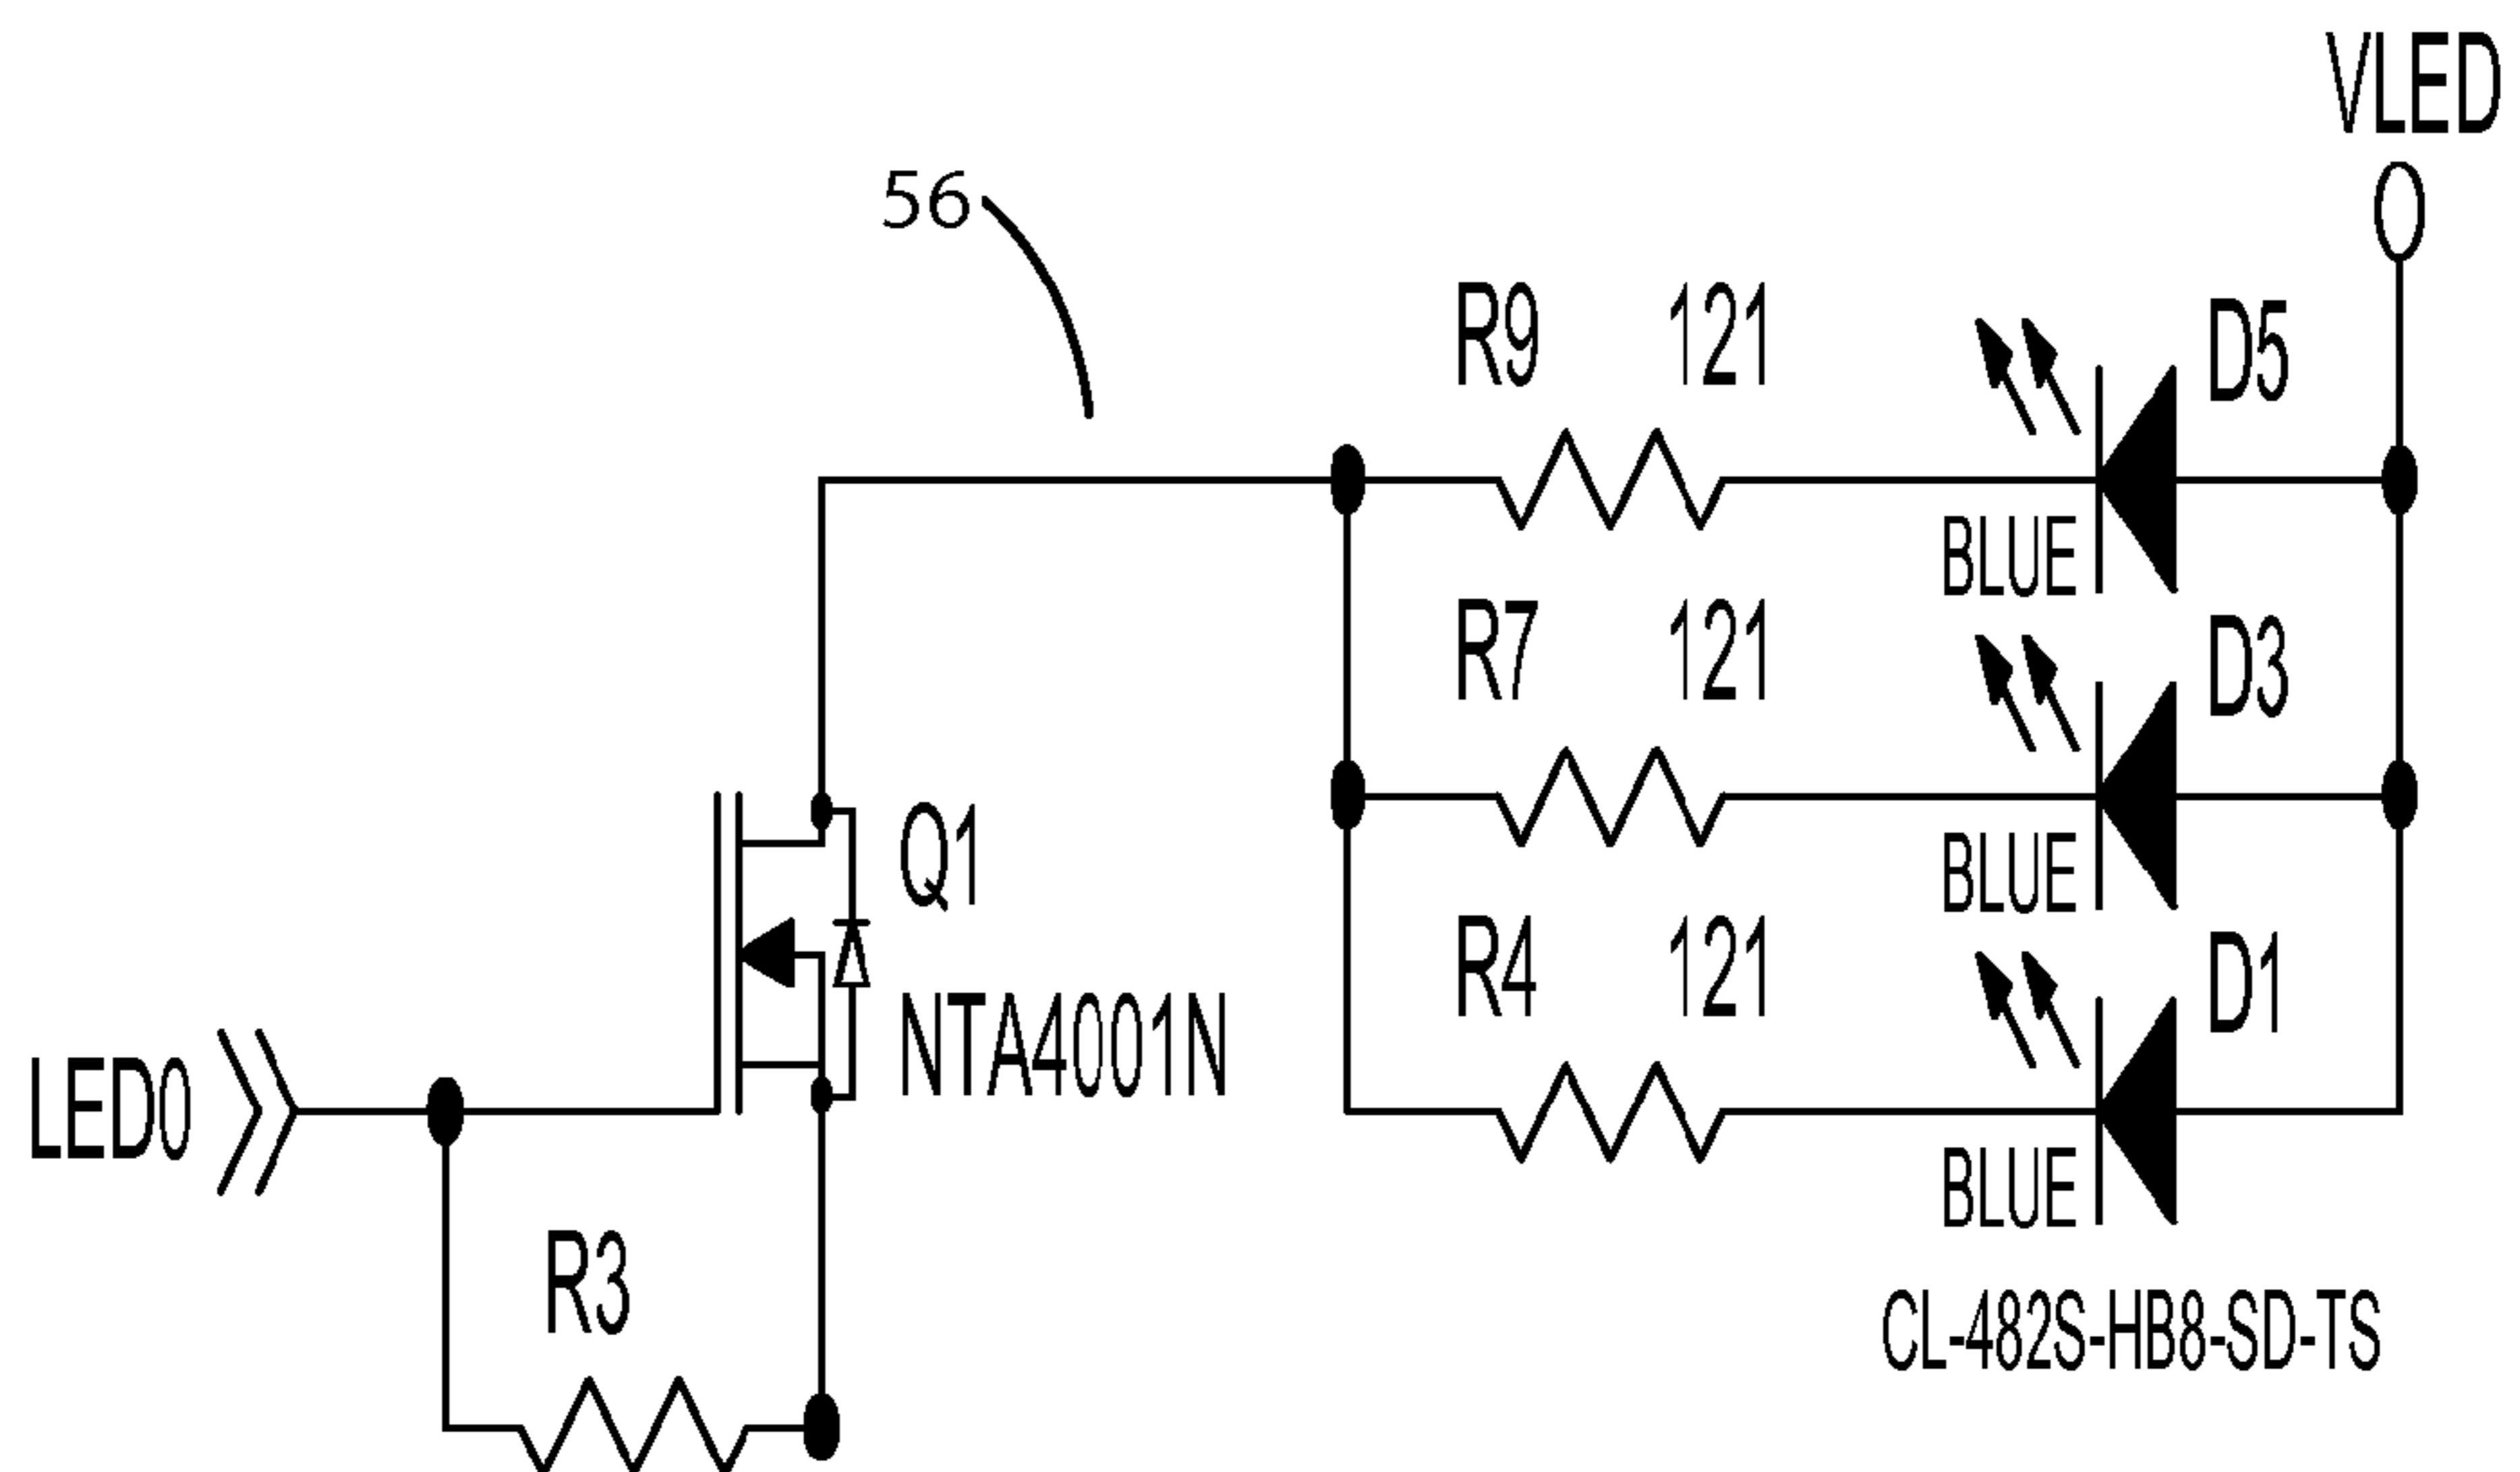 VLED
56
R9 121 D5
BLUE
R7 121 D3
BLUE
Q1
R4 121 D1
NTA4001N
LED0
BLUE
R3
CL-482S-HB8-SD-TS